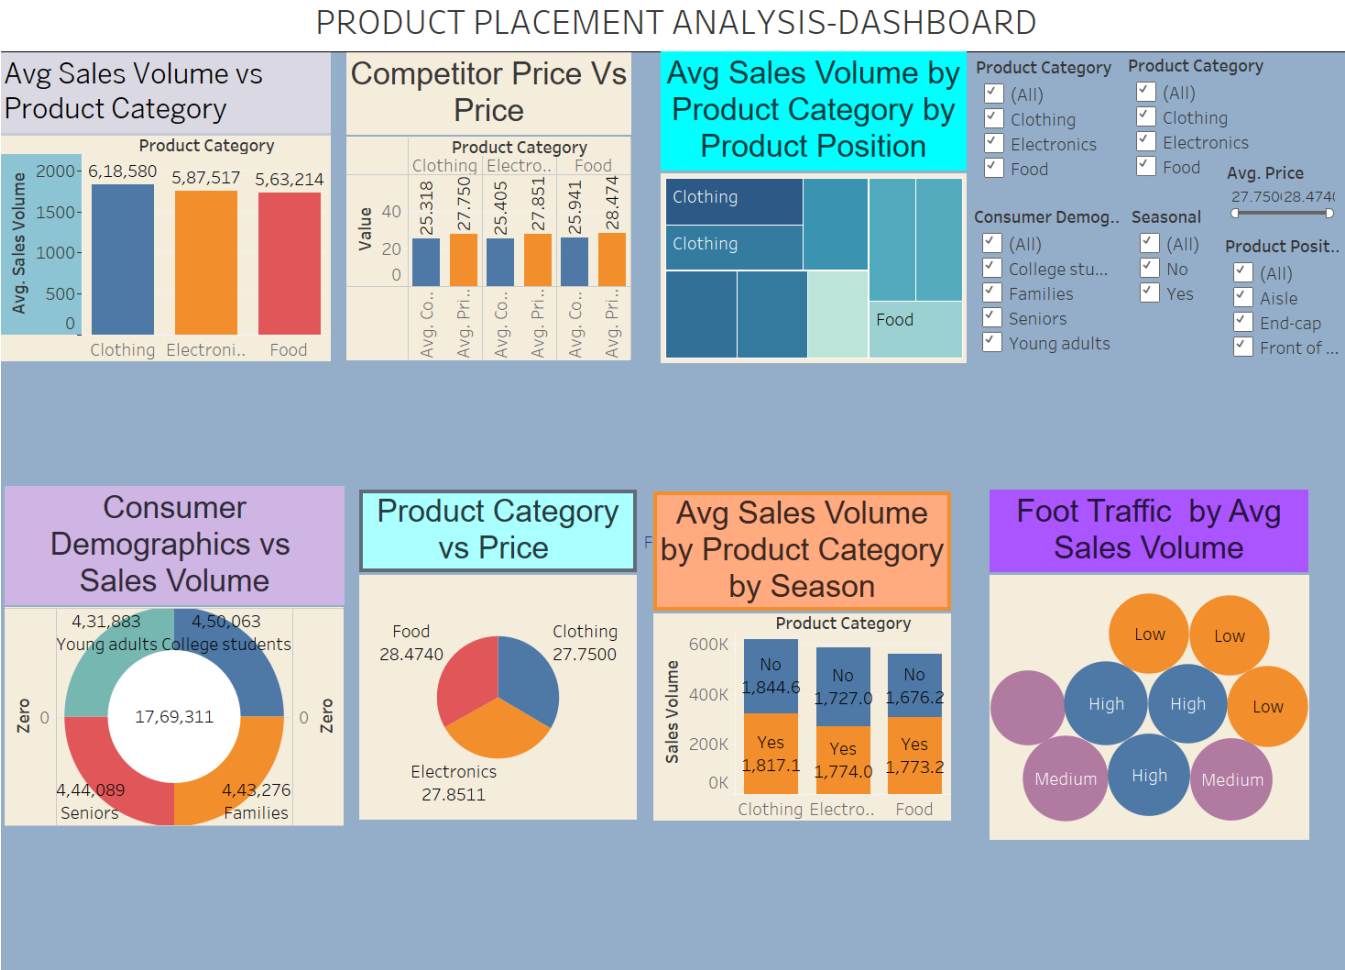 PRODUCT PLACEMENT ANALYSIS-DASHBOARD
Avg Sales Volume vs
Product Category
Product Category
Avg. Sales Volume
2000
1500
1000
500
0
6,18,580
5,87,517
5,63,214
Clothing
Electroni..
Food
Competitor Price Vs
Price
Product Category
Clothing
Electro..
Food
Value
40
20
0
25.318
27.750
25.405
27.851
25.941
28.474
Avg. Co..
Avg. Pri..
Avg. Co..
Avg. Pri..
Avg. Co..
Avg. Pri..
Avg Sales Volume by
Product Category by
Product Position
Clothing
Clothing
Food
Product Category
(All)
Clothing
Electronics
Food
Product Category
(All)
Clothing
Electronics
Food
Avg. Price
27.750
28.474
Consumer Demog..
(All)
College stu...
Families
Seniors
Young adults
Seasonal
(All)
No
Yes
Product Posit..
(All)
Aisle
End-cap
Front of ...
Consumer
Demographics vs
Sales Volume
4,31,883
Young adults
4,50,063
College students
Zero
0
17,69,311
0
Zero
4,44,089
Seniors
4,43,276
Families
Product Category
vs Price
Food
28.4740
Clothing
27.7500
Electronics
27.8511
F
Avg Sales Volume
by Product Category
by Season
Product Category
Sales Volume
600K
400K
200K
0K
No
1,844.6
No
1,727.0
No
1,676.2
Yes
1,817.1
Yes
1,774.0
Yes
1,773.2
Clothing
Electro..
Food
Foot Traffic by Avg
Sales Volume
Low
Low
High
High
Low
Medium
High
Medium